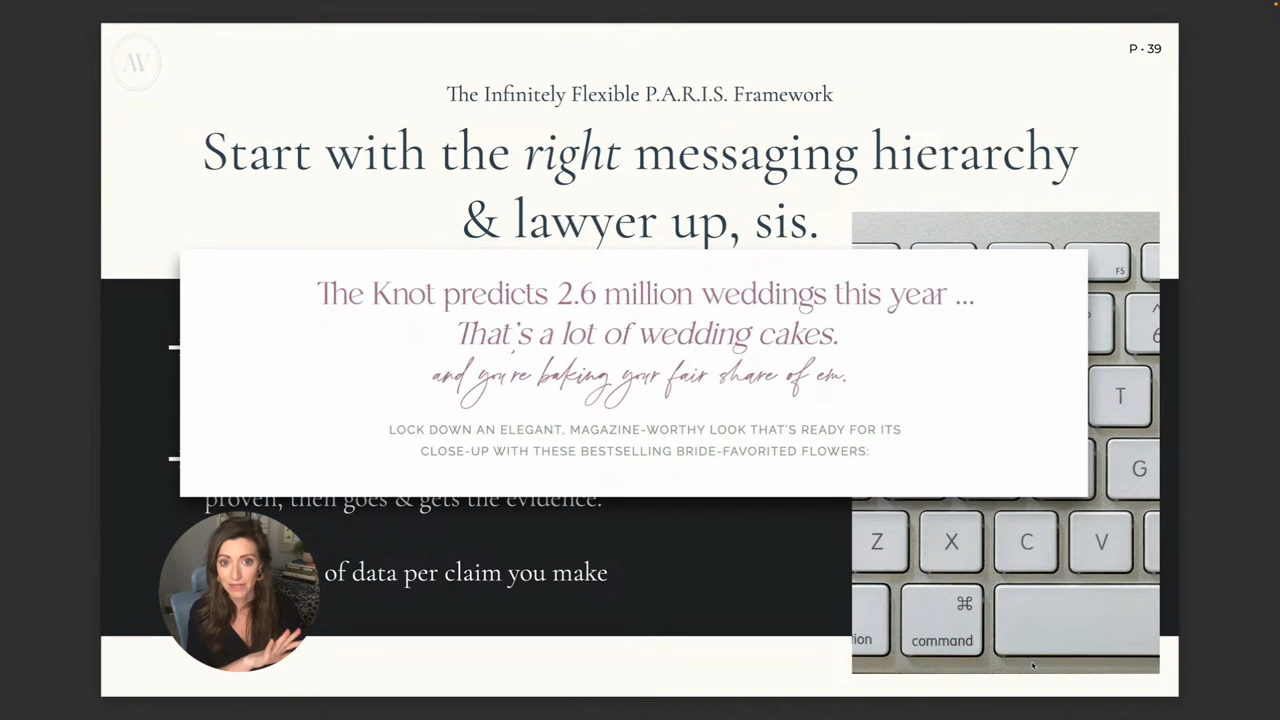 AW
P • 39
The Infinitely Flexible P.A.R.I.S. Framework
Start with the right messaging hierarchy
& lawyer up, sis.
The Knot predicts 2.6 million weddings this year ...
That's a lot of wedding cakes.
and you're baking your fair share of em.
LOCK DOWN AN ELEGANT, MAGAZINE-WORTHY LOOK THAT'S READY FOR ITS
CLOSE-UP WITH THESE BESTSELLING BRIDE-FAVORITED FLOWERS:
proven, then goes & gets the evidence.
of data per claim you make
F5
T
G
Z X C V
command